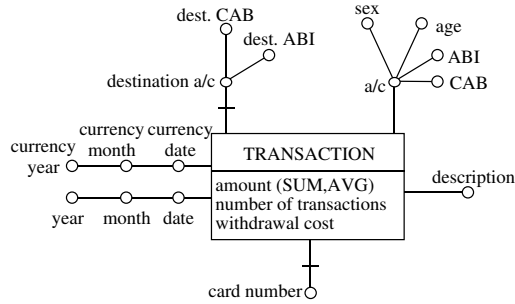 dest. CAB
sex
age
dest. ABI
ABI
destination a/c
a/c
CAB
currency currency
currency month date
year
TRANSACTION
amount (SUM,AVG)
number of transactions
withdrawal cost
description
year month date
card number